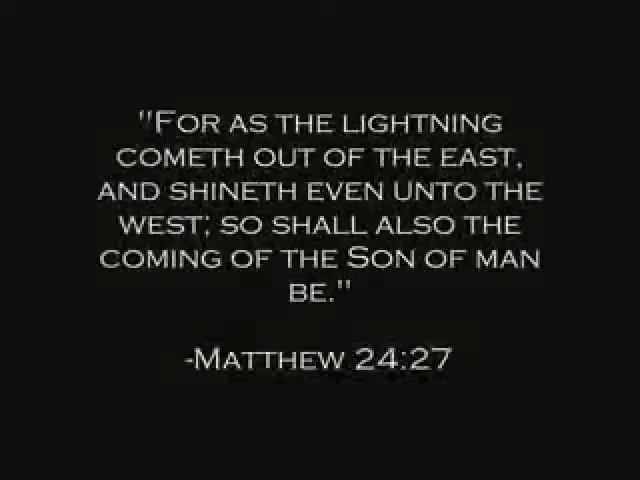 "For as the lightning
cometh out of the east,
and shineth even unto the
west; so shall also the
coming of the Son of man
be."
-Matthew 24:27